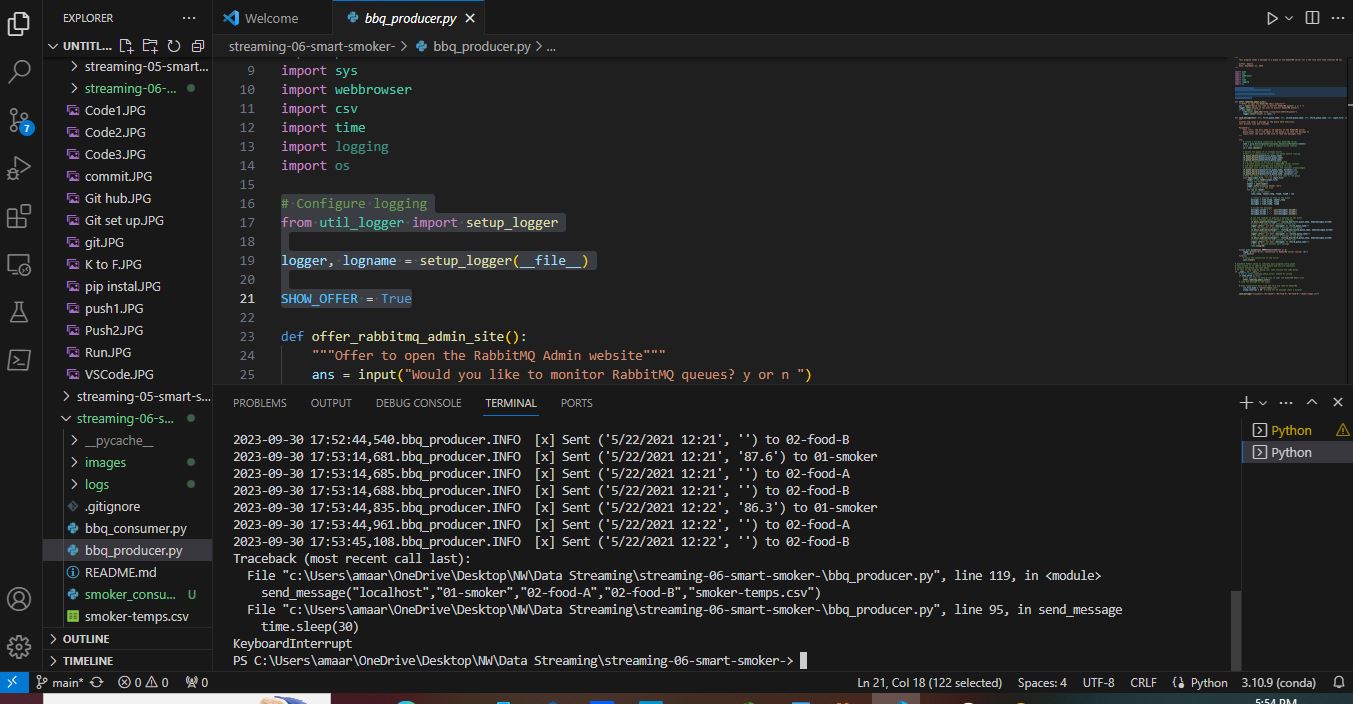 EXPLORER
Welcome
bbq_producer.py
UNTITL...
streaming-06-smart-smoker- > bbq_producer.py > ...
streaming-05-smart...
streaming-06-...
Code1.JPG
Code2.JPG
Code3.JPG
commit.JPG
Git hub.JPG
Git set up.JPG
git.JPG
K to F.JPG
pip instal.JPG
push1.JPG
Push2.JPG
Run.JPG
VSCode.JPG
streaming-05-smart-s...
streaming-06-s...
__pycache__
images
logs
.gitignore
bbq_consumer.py
bbq_producer.py
README.md
smoker_consu... U
smoker-temps.csv
OUTLINE
TIMELINE
7
9 import sys
10 import webbrowser
11 import csv
12 import time
13 import logging
14 import os
15
16 # Configure logging
17 from util_logger import setup_logger
18
19 logger, logname = setup_logger(__file__)
20
21 SHOW_OFFER = True
22
23 def offer_rabbitmq_admin_site():
24 """Offer to open the RabbitMQ Admin website"""
25 ans = input("Would you like to monitor RabbitMQ queues? y or n ")
PROBLEMS OUTPUT DEBUG CONSOLE TERMINAL PORTS
Python
Python
2023-09-30 17:52:44,540.bbq_producer.INFO [x] Sent ('5/22/2021 12:21', '') to 02-food-B
2023-09-30 17:53:14,681.bbq_producer.INFO [x] Sent ('5/22/2021 12:21', '87.6') to 01-smoker
2023-09-30 17:53:14,685.bbq_producer.INFO [x] Sent ('5/22/2021 12:21', '') to 02-food-A
2023-09-30 17:53:14,688.bbq_producer.INFO [x] Sent ('5/22/2021 12:21', '') to 02-food-B
2023-09-30 17:53:44,835.bbq_producer.INFO [x] Sent ('5/22/2021 12:22', '86.3') to 01-smoker
2023-09-30 17:53:44,961.bbq_producer.INFO [x] Sent ('5/22/2021 12:22', '') to 02-food-A
2023-09-30 17:53:45,108.bbq_producer.INFO [x] Sent ('5/22/2021 12:22', '') to 02-food-B
Traceback (most recent call last):
File "c:\Users\amaar\OneDrive\Desktop\NW\Data Streaming\streaming-06-smart-smoker-\bbq_producer.py", line 119, in <module>
send_message("localhost","01-smoker","02-food-A","02-food-B","smoker-temps.csv")
File "c:\Users\amaar\OneDrive\Desktop\NW\Data Streaming\streaming-06-smart-smoker-\bbq_producer.py", line 95, in send_message
time.sleep(30)
KeyboardInterrupt
PS C:\Users\amaar\OneDrive\Desktop\NW\Data Streaming\streaming-06-smart-smoker->
main* 0 0 0 Ln 21, Col 18 (122 selected) Spaces: 4 UTF-8 CRLF Python 3.10.9 (conda)
5:54 PM